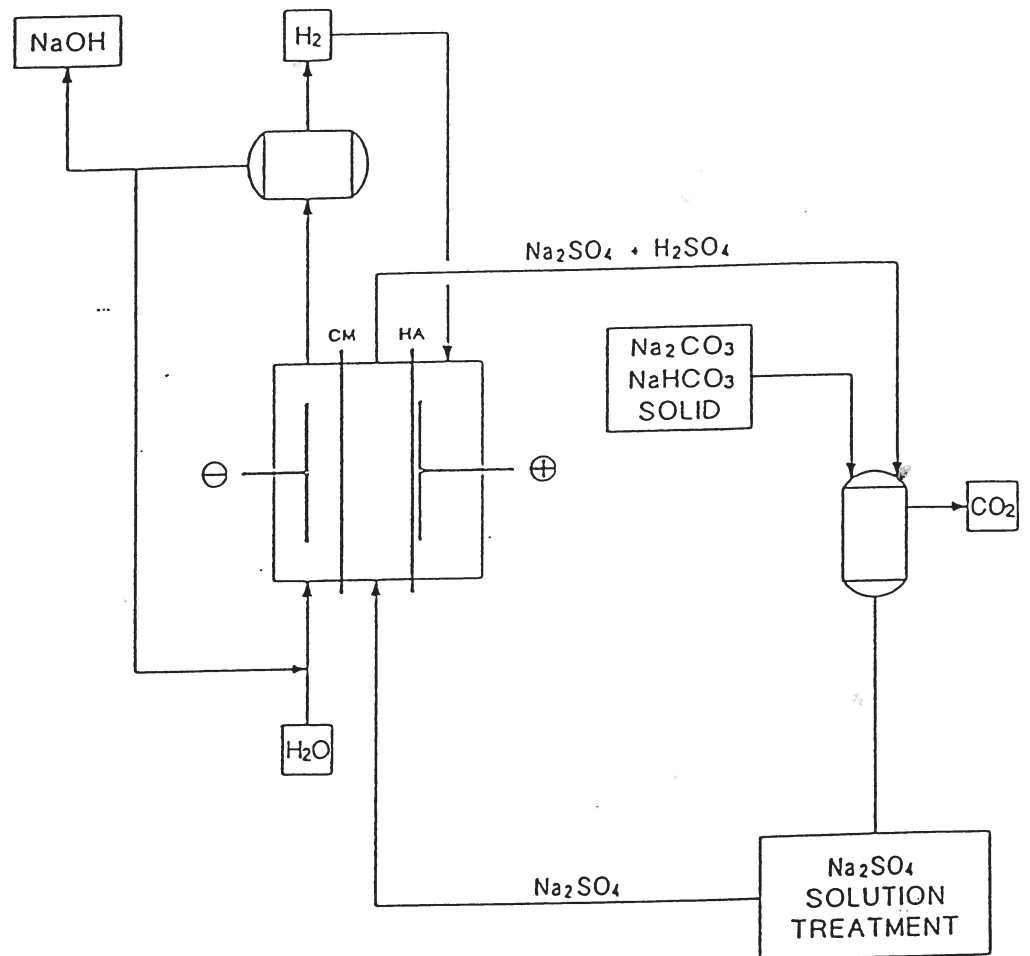 NaOH
H₂
Na₂SO₄ + H₂SO₄
CM
HA
Na₂CO₃
NaHCO₃
SOLID
⊖
⊕
CO₂
H₂O
Na₂SO₄
Na₂SO₄
SOLUTION
TREATMENT